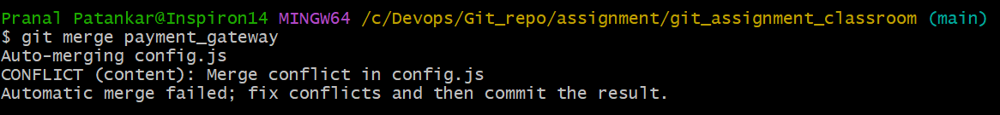 Pranal Patankar@Inspiron14 MINGW64 /c/Devops/Git_repo/assignment/git_assignment_classroom (main)
$ git merge payment_gateway
Auto-merging config.js
CONFLICT (content): Merge conflict in config.js
Automatic merge failed; fix conflicts and then commit the result.